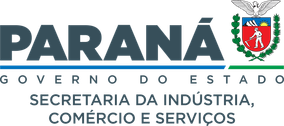 PARANÁ
GOVERNO DO ESTADO
SECRETARIA DA INDÚSTRIA,
COMÉRCIO E SERVIÇOS